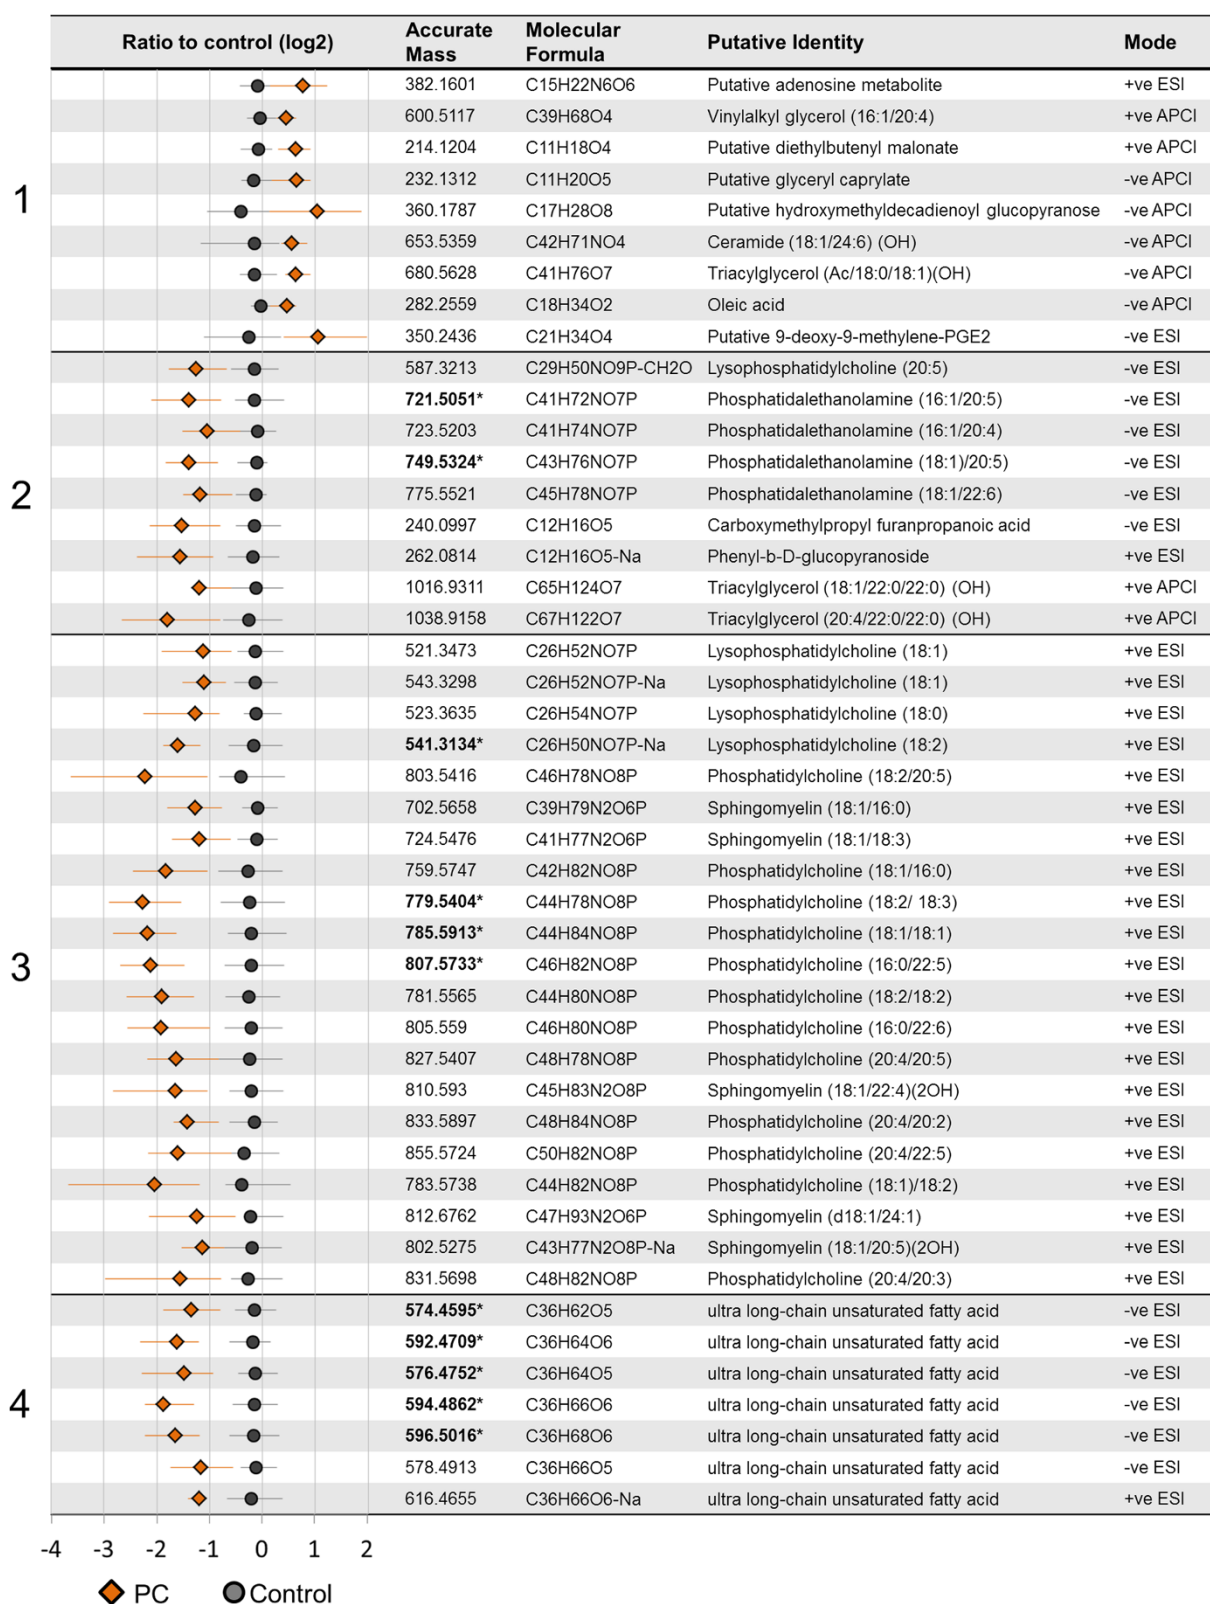 Ratio to control (log2) Accurate Mass Molecular Formula Putative Identity Mode
1
382.1601 C15H22N6O6 Putative adenosine metabolite +ve ESI
600.5117 C39H68O4 Vinylalkyl glycerol (16:1/20:4) +ve APCI
214.1204 C11H18O4 Putative diethylbutenyl malonate +ve APCI
232.1312 C11H20O5 Putative glyceryl caprylate -ve APCI
360.1787 C17H28O8 Putative hydroxymethyldecadienoyl glucopyranose -ve APCI
653.5359 C42H71NO4 Ceramide (18:1/24:6) (OH) -ve APCI
680.5628 C41H76O7 Triacylglycerol (Ac/18:0/18:1)(OH) -ve APCI
282.2559 C18H34O2 Oleic acid -ve APCI
350.2436 C21H34O4 Putative 9-deoxy-9-methylene-PGE2 -ve ESI
2
587.3213 C29H50NO9P-CH2O Lysophosphatidylcholine (20:5) -ve ESI
721.5051* C41H72NO7P Phosphatidalethanolamine (16:1/20:5) -ve ESI
723.5203 C41H74NO7P Phosphatidalethanolamine (16:1/20:4) -ve ESI
749.5324* C43H76NO7P Phosphatidalethanolamine (18:1)/20:5) -ve ESI
775.5521 C45H78NO7P Phosphatidalethanolamine (18:1/22:6) -ve ESI
240.0997 C12H16O5 Carboxymethylpropyl furanpropanoic acid -ve ESI
262.0814 C12H16O5-Na Phenyl-b-D-glucopyranoside +ve ESI
1016.9311 C65H124O7 Triacylglycerol (18:1/22:0/22:0) (OH) +ve APCI
1038.9158 C67H122O7 Triacylglycerol (20:4/22:0/22:0) (OH) +ve APCI
3
521.3473 C26H52NO7P Lysophosphatidylcholine (18:1) +ve ESI
543.3298 C26H52NO7P-Na Lysophosphatidylcholine (18:1) +ve ESI
523.3635 C26H54NO7P Lysophosphatidylcholine (18:0) +ve ESI
541.3134* C26H50NO7P-Na Lysophosphatidylcholine (18:2) +ve ESI
803.5416 C46H78NO8P Phosphatidylcholine (18:2/20:5) +ve ESI
702.5658 C39H79N2O6P Sphingomyelin (18:1/16:0) +ve ESI
724.5476 C41H77N2O6P Sphingomyelin (18:1/18:3) +ve ESI
759.5747 C42H82NO8P Phosphatidylcholine (18:1/16:0) +ve ESI
779.5404* C44H78NO8P Phosphatidylcholine (18:2/ 18:3) +ve ESI
785.5913* C44H84NO8P Phosphatidylcholine (18:1/18:1) +ve ESI
807.5733* C46H82NO8P Phosphatidylcholine (16:0/22:5) +ve ESI
781.5565 C44H80NO8P Phosphatidylcholine (18:2/18:2) +ve ESI
805.559 C46H80NO8P Phosphatidylcholine (16:0/22:6) +ve ESI
827.5407 C48H78NO8P Phosphatidylcholine (20:4/20:5) +ve ESI
810.593 C45H83N2O8P Sphingomyelin (18:1/22:4)(2OH) +ve ESI
833.5897 C48H84NO8P Phosphatidylcholine (20:4/20:2) +ve ESI
855.5724 C50H82NO8P Phosphatidylcholine (20:4/22:5) +ve ESI
783.5738 C44H82NO8P Phosphatidylcholine (18:1)/18:2) +ve ESI
812.6762 C47H93N2O6P Sphingomyelin (d18:1/24:1) +ve ESI
802.5275 C43H77N2O8P-Na Sphingomyelin (18:1/20:5)(2OH) +ve ESI
831.5698 C48H82NO8P Phosphatidylcholine (20:4/20:3) +ve ESI
4
574.4595* C36H62O5 ultra long-chain unsaturated fatty acid -ve ESI
592.4709* C36H64O6 ultra long-chain unsaturated fatty acid -ve ESI
576.4752* C36H64O5 ultra long-chain unsaturated fatty acid -ve ESI
594.4862* C36H66O6 ultra long-chain unsaturated fatty acid -ve ESI
596.5016* C36H68O6 ultra long-chain unsaturated fatty acid -ve ESI
578.4913 C36H66O5 ultra long-chain unsaturated fatty acid -ve ESI
616.4655 C36H66O6-Na ultra long-chain unsaturated fatty acid +ve ESI
-4 -3 -2 -1 0 1 2
PC Control